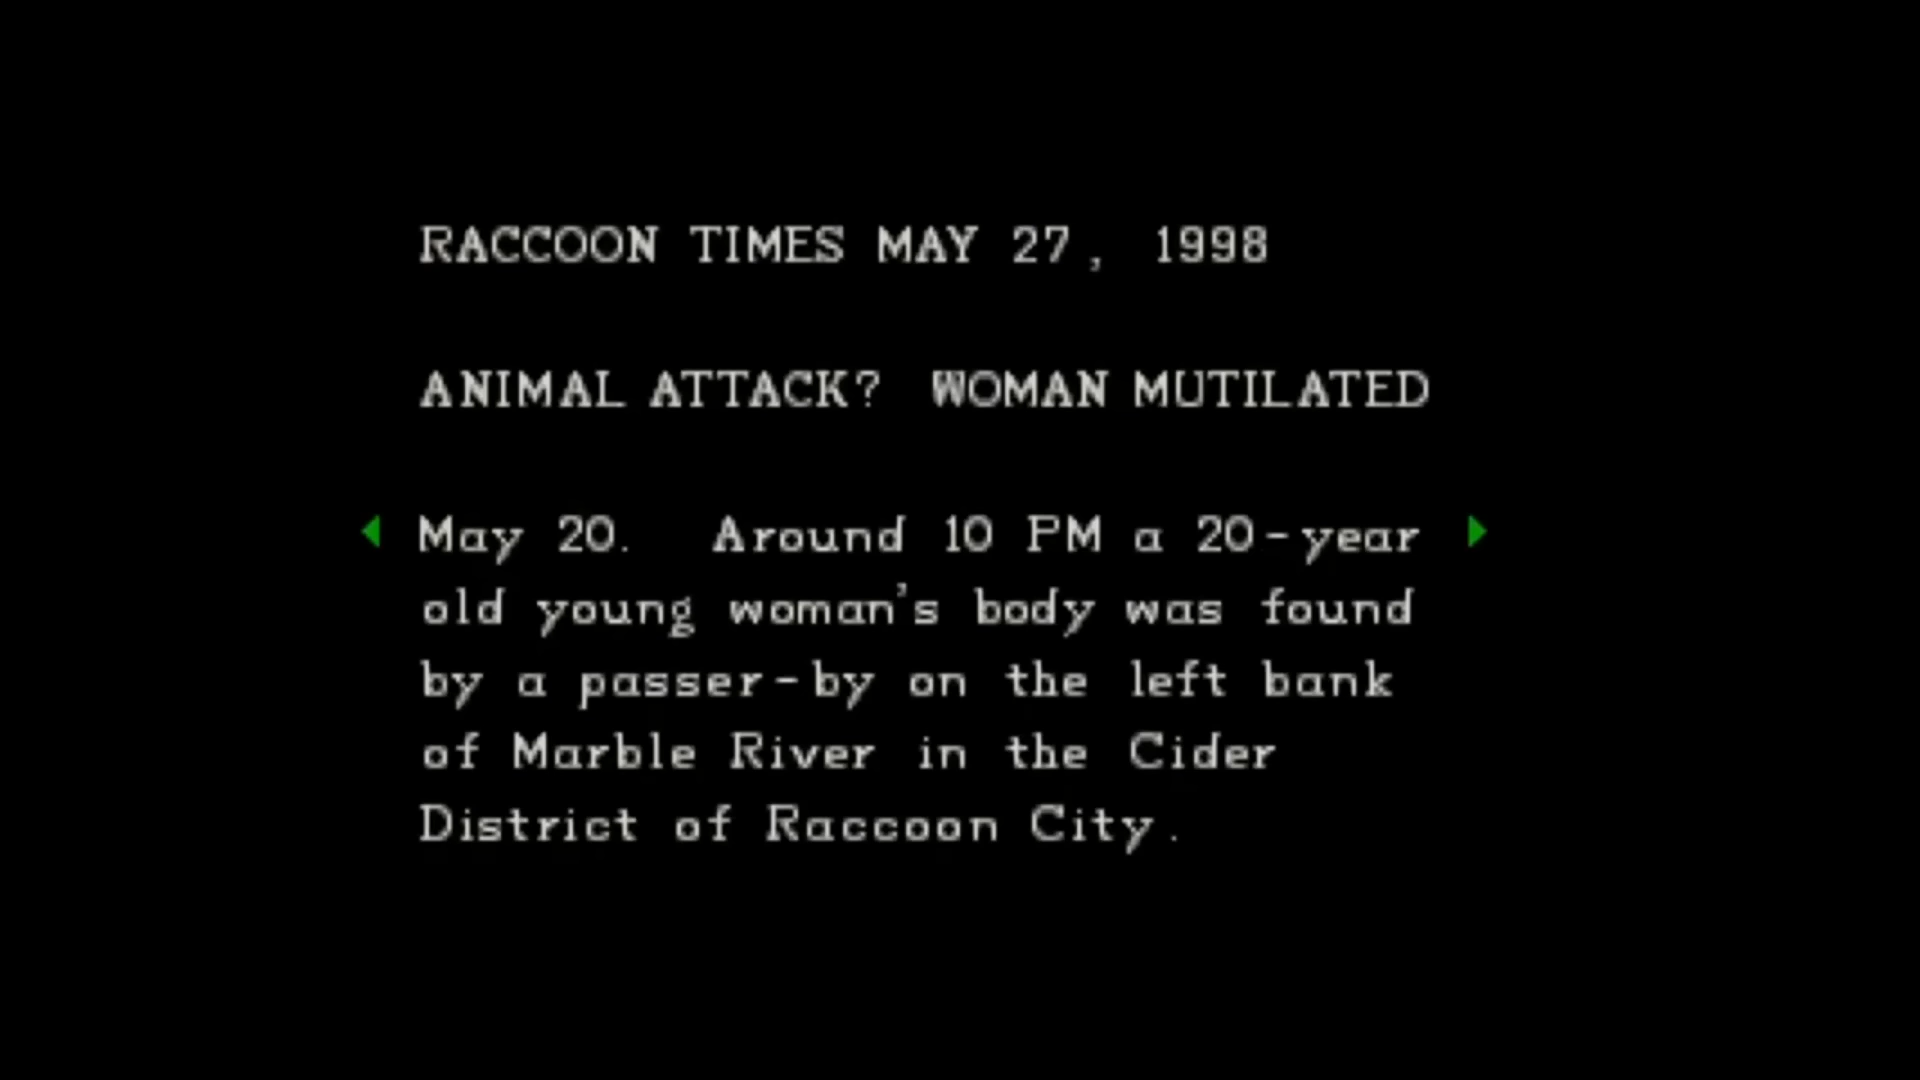 RACCOON TIMES MAY 27, 1998
ANIMAL ATTACK? WOMAN MUTILATED
May 20. Around 10 PM a 20-year
old young woman's body was found
by a passer-by on the left bank
of Marble River in the Cider
District of Raccoon City.